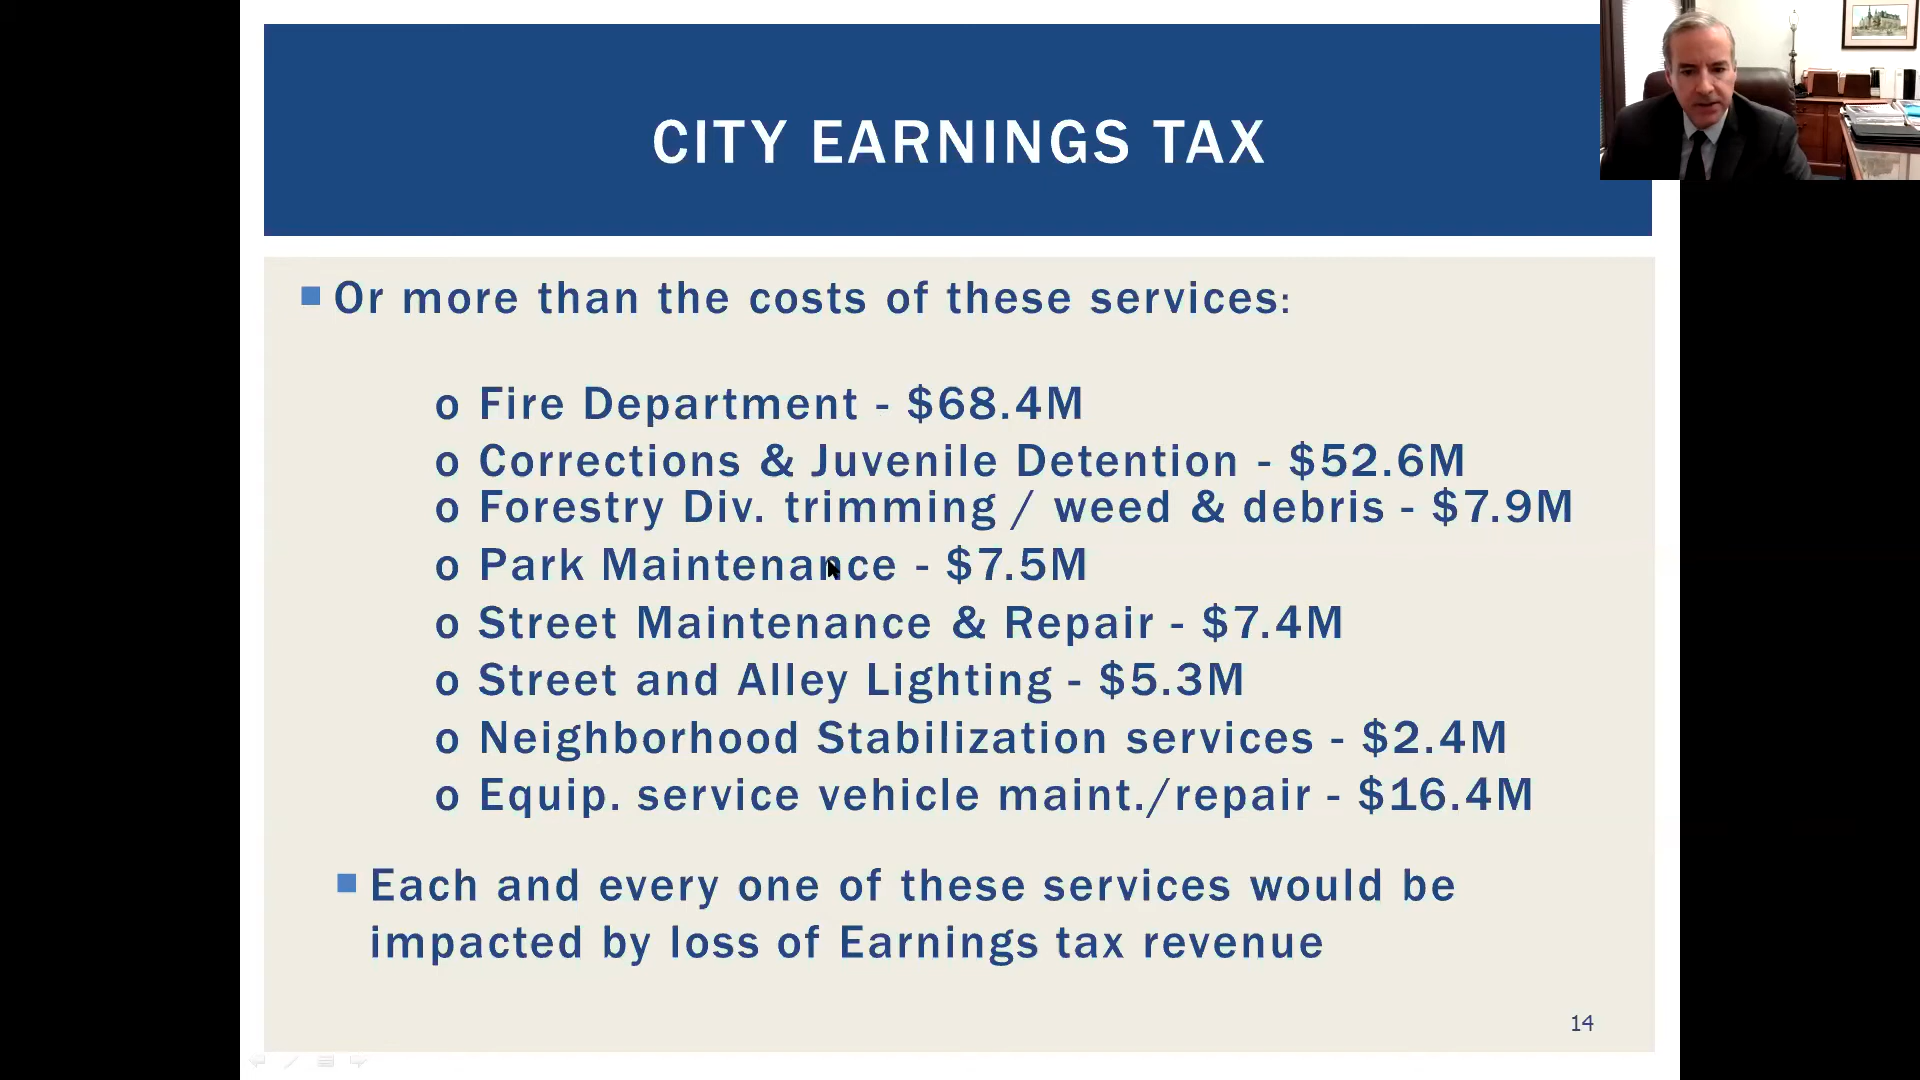 CITY EARNINGS TAX
Or more than the costs of these services:
o Fire Department - $68.4M
o Corrections & Juvenile Detention - $52.6M
o Forestry Div. trimming / weed & debris - $7.9M
o Park Maintenance - $7.5M
o Street Maintenance & Repair - $7.4M
o Street and Alley Lighting - $5.3M
o Neighborhood Stabilization services - $2.4M
o Equip. service vehicle maint./repair - $16.4M
Each and every one of these services would be
impacted by loss of Earnings tax revenue
14